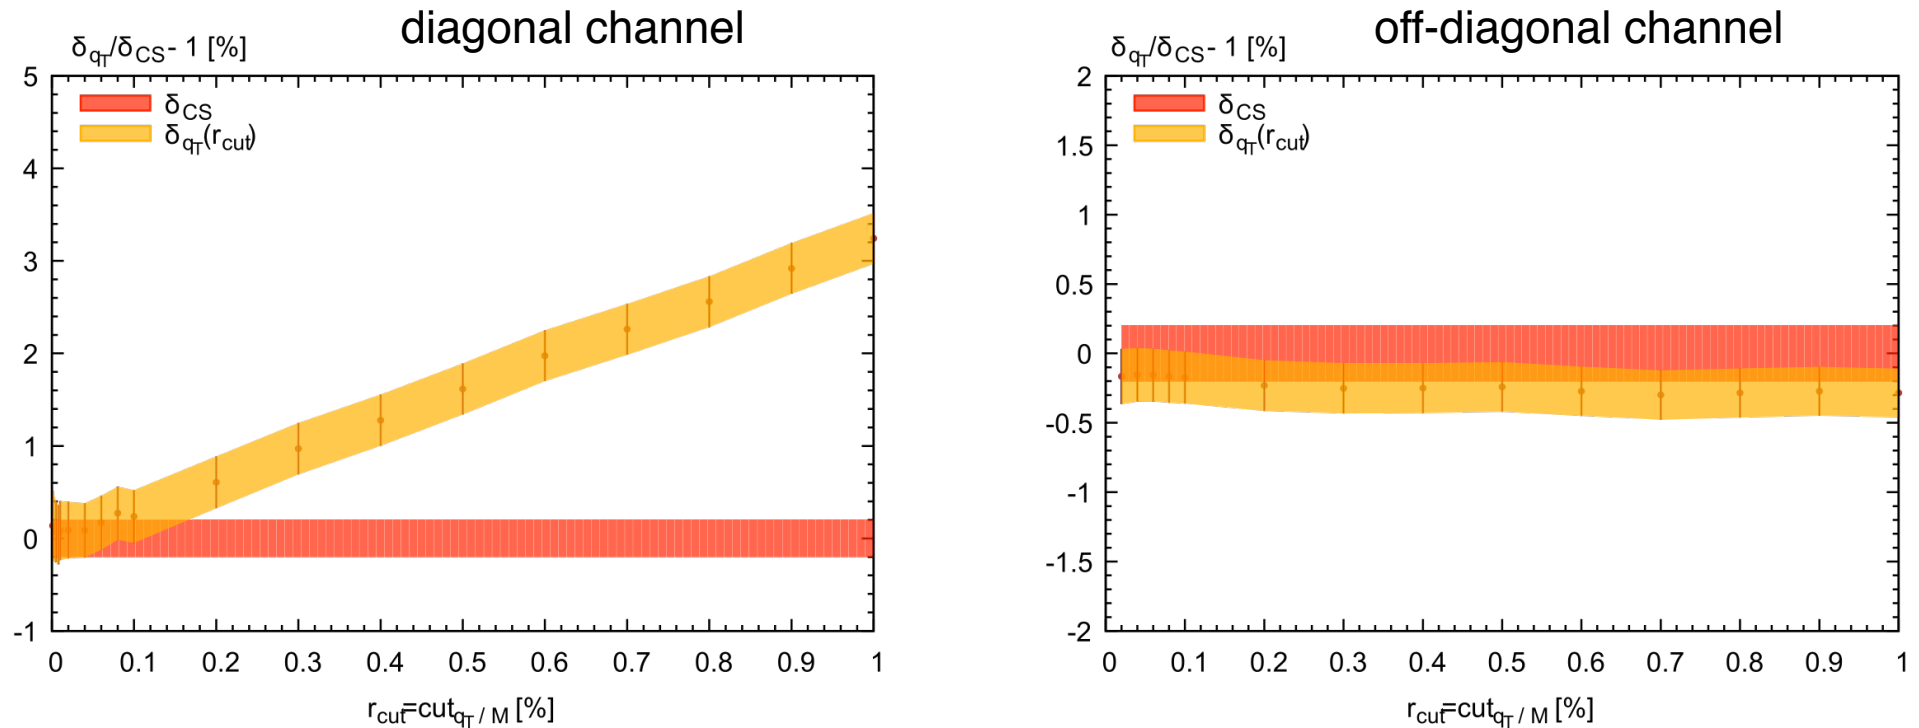 diagonal channel
δqT/δCS - 1 [%]
5
4
3
2
1
0
-1
δCS
δqT(rcut)
0 0.1 0.2 0.3 0.4 0.5 0.6 0.7 0.8 0.9 1
rcut=cutqT / M [%]
off-diagonal channel
δqT/δCS - 1 [%]
2
1.5
1
0.5
0
-0.5
-1
-1.5
-2
δCS
δqT(rcut)
0 0.1 0.2 0.3 0.4 0.5 0.6 0.7 0.8 0.9 1
rcut=cutqT / M [%]